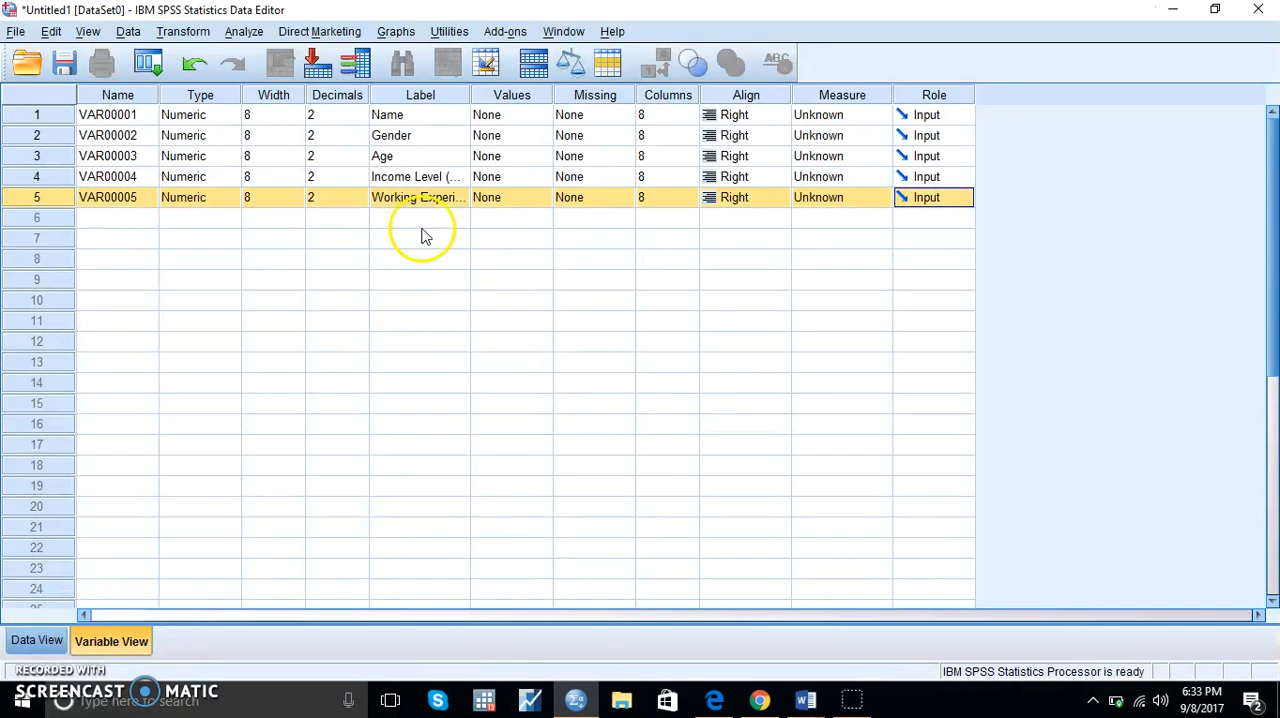 *Untitled1 [DataSet0] - IBM SPSS Statistics Data Editor
File Edit View Data Transform Analyze Direct Marketing Graphs Utilities Add-ons Window Help
Name Type Width Decimals Label Values Missing Columns Align Measure Role
1 VAR00001 Numeric 8 2 Name None None 8 Right Unknown Input
2 VAR00002 Numeric 8 2 Gender None None 8 Right Unknown Input
3 VAR00003 Numeric 8 2 Age None None 8 Right Unknown Input
4 VAR00004 Numeric 8 2 Income Level (... None None 8 Right Unknown Input
5 VAR00005 Numeric 8 2 Working Experi... None None 8 Right Unknown Input
6
7
8
9
10
11
12
13
14
15
16
17
18
19
20
21
22
23
24
25
Data View Variable View
IBM SPSS Statistics Processor is ready
RECORDED WITH
SCREENCAST MATIC
Type here to search
6:33 PM
9/8/2017
2